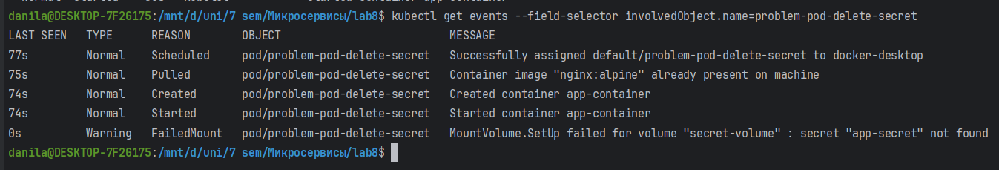 danila@DESKTOP-7F2G175:/mnt/d/uni/7 sem/Микросервисы/lab8$ kubectl get events --field-selector involvedObject.name=problem-pod-delete-secret
LAST SEEN   TYPE      REASON        OBJECT                          MESSAGE
77s         Normal    Scheduled     pod/problem-pod-delete-secret   Successfully assigned default/problem-pod-delete-secret to docker-desktop
75s         Normal    Pulled        pod/problem-pod-delete-secret   Container image "nginx:alpine" already present on machine
74s         Normal    Created       pod/problem-pod-delete-secret   Created container app-container
74s         Normal    Started       pod/problem-pod-delete-secret   Started container app-container
0s          Warning   FailedMount   pod/problem-pod-delete-secret   MountVolume.SetUp failed for volume "secret-volume" : secret "app-secret" not found
danila@DESKTOP-7F2G175:/mnt/d/uni/7 sem/Микросервисы/lab8$